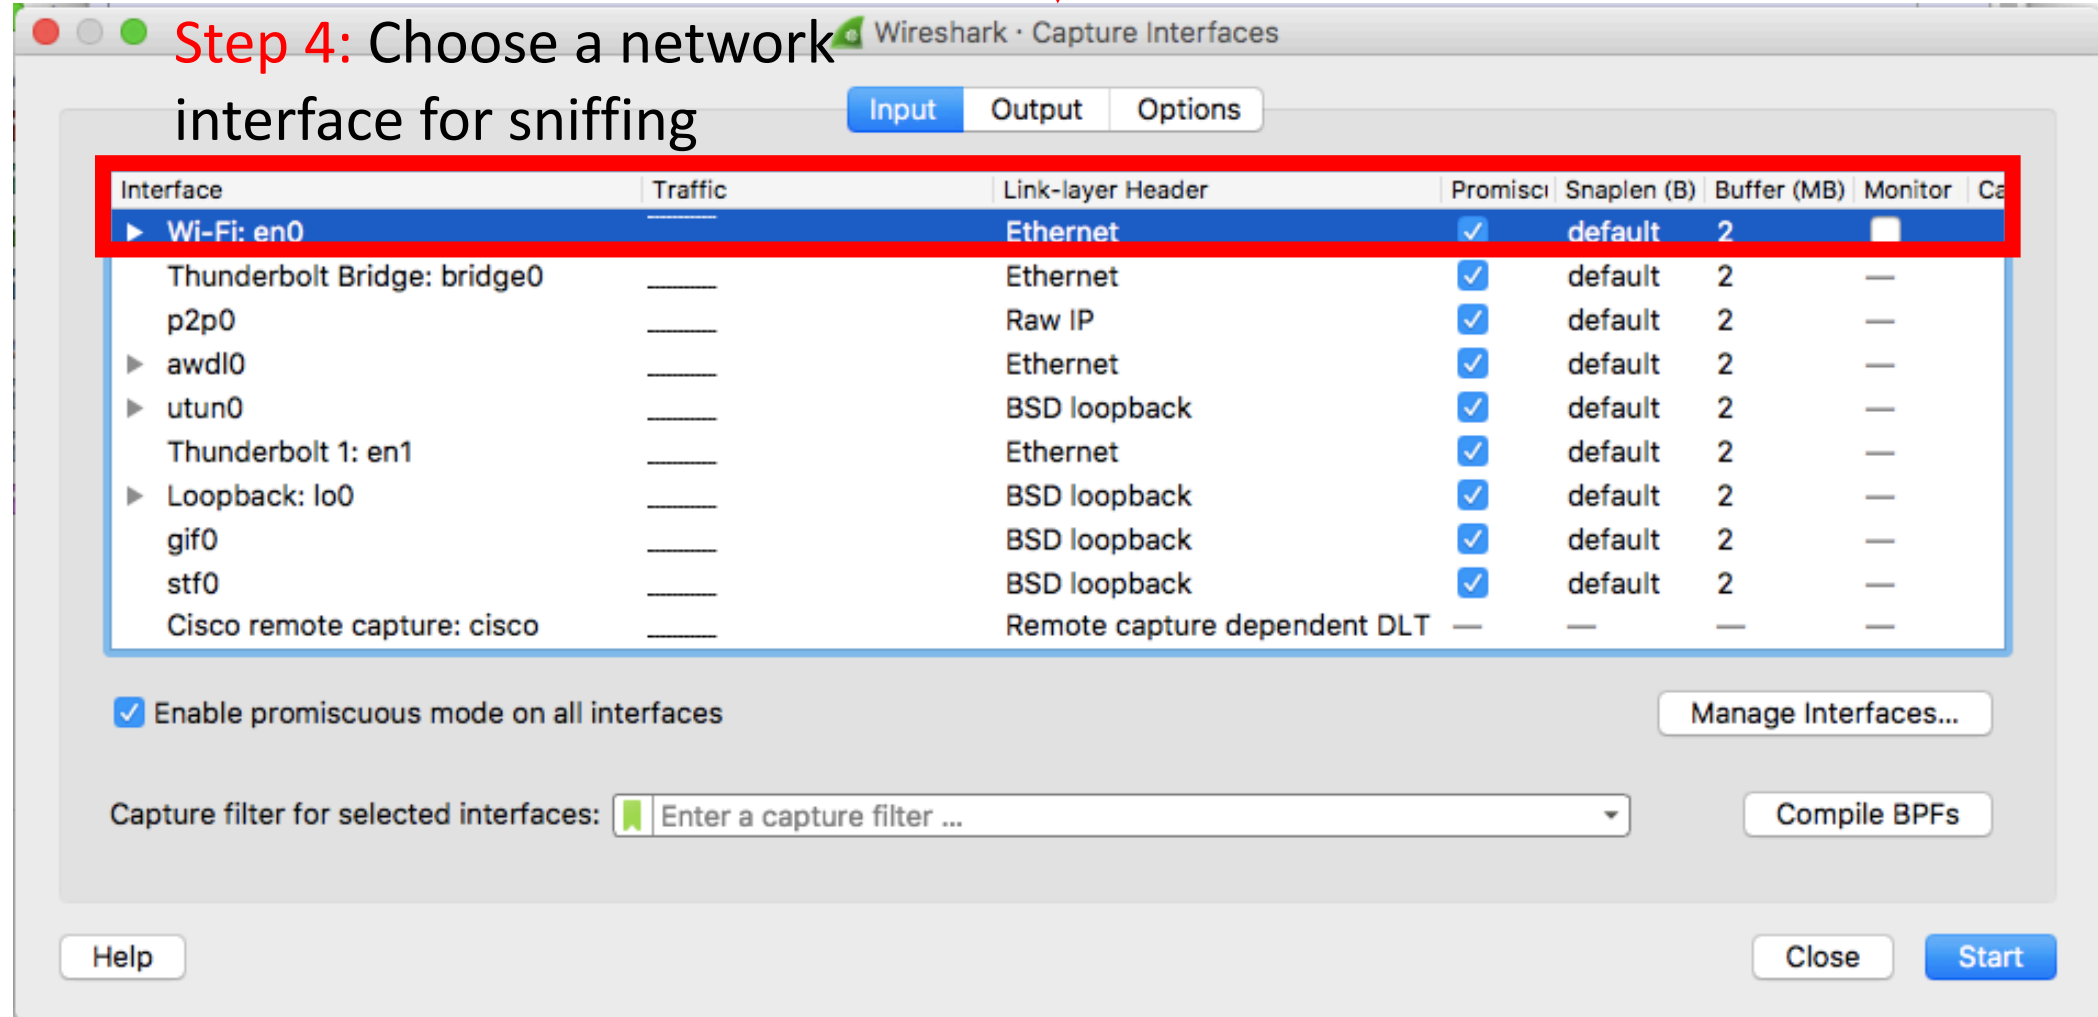 Step 4: Choose a network
interface for sniffing
Wireshark · Capture Interfaces
Input Output Options
Interface Traffic Link-layer Header Promiscu Snaplen (B) Buffer (MB) Monitor Ca
Wi-Fi: en0 Ethernet default 2
Thunderbolt Bridge: bridge0 Ethernet default 2 —
p2p0 Raw IP default 2 —
awdl0 Ethernet default 2 —
utun0 BSD loopback default 2 —
Thunderbolt 1: en1 Ethernet default 2 —
Loopback: lo0 BSD loopback default 2 —
gif0 BSD loopback default 2 —
stf0 BSD loopback default 2 —
Cisco remote capture: cisco Remote capture dependent DLT — — — —
Enable promiscuous mode on all interfaces Manage Interfaces...
Capture filter for selected interfaces: Enter a capture filter ... Compile BPFs
Help Close Start